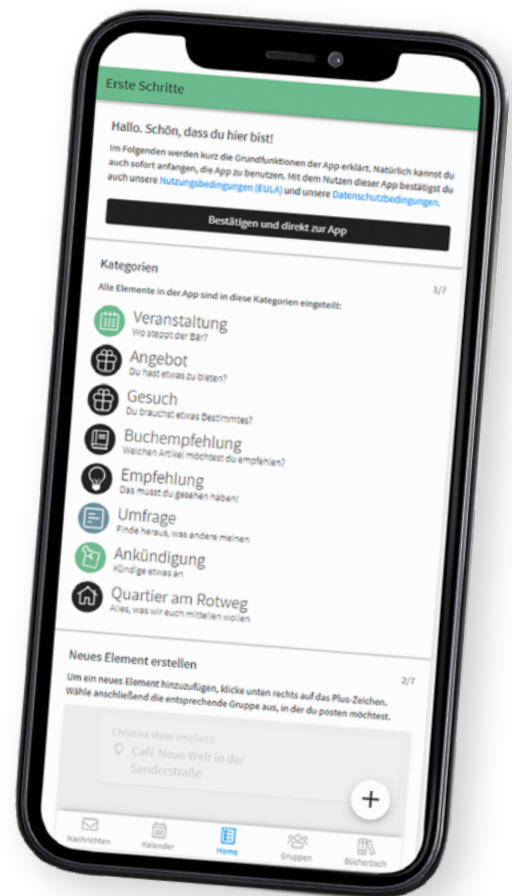 Erste Schritte
Hallo. Schön, dass du hier bist!
Im Folgenden werden kurz die Grundfunktionen der App erklärt. Natürlich kannst du
auch sofort anfangen, die App zu benutzen. Mit dem Nutzen dieser App bestätigst du
auch unsere Nutzungsbedingungen (EULA) und unsere Datenschutzbedingungen.
Bestätigen und direkt zur App
Kategorien
1/7
Alle Elemente in der App sind in diese Kategorien eingeteilt:
Veranstaltung
Wo steppt der Bär?
Angebot
Du hast etwas zu bieten?
Gesuch
Du brauchst etwas Bestimmtes?
Buchempfehlung
Welchen Artikel möchtest du empfehlen?
Empfehlung
Das musst du gesehen haben!
Umfrage
Finde heraus, was andere meinen
Ankündigung
Kündige etwas an
Quartier am Rotweg
Alles, was wir euch mitteilen wollen
Neues Element erstellen
2/7
Um ein neues Element hinzuzufügen, klicke unten rechts auf das Plus-Zeichen.
Wähle anschließend die entsprechende Gruppe aus, in der du posten möchtest.
Christina Maier empfiehlt
Cafè Neue Welt in der
Sanderstraße
+
Nachrichten
Kalender
Home
Gruppen
Büchertisch